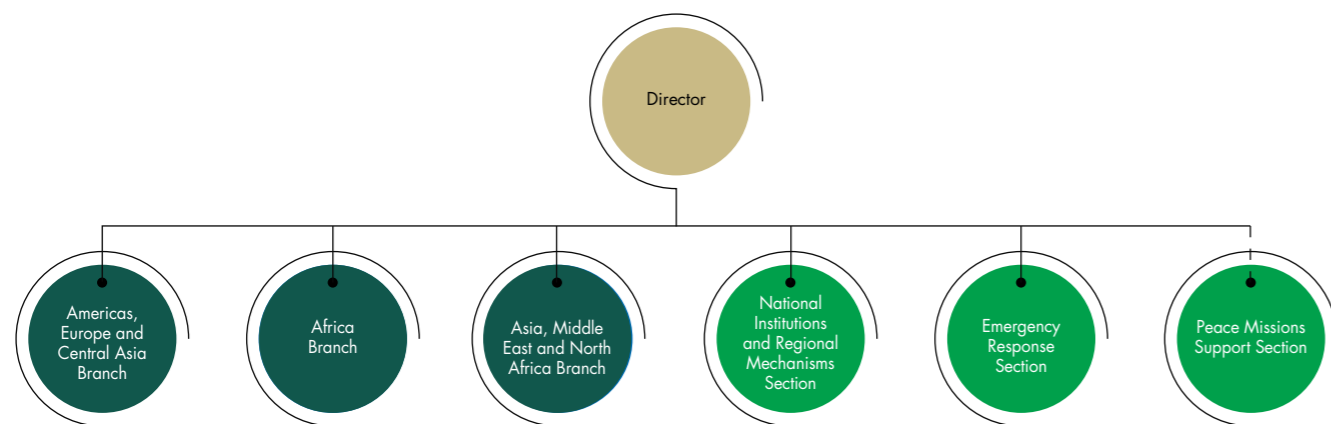 Director
Americas,
Europe and
Central Asia
Branch
Africa
Branch
Asia, Middle
East and North
Africa Branch
National
Institutions
and Regional
Mechanisms
Section
Emergency
Response
Section
Peace Missions
Support Section